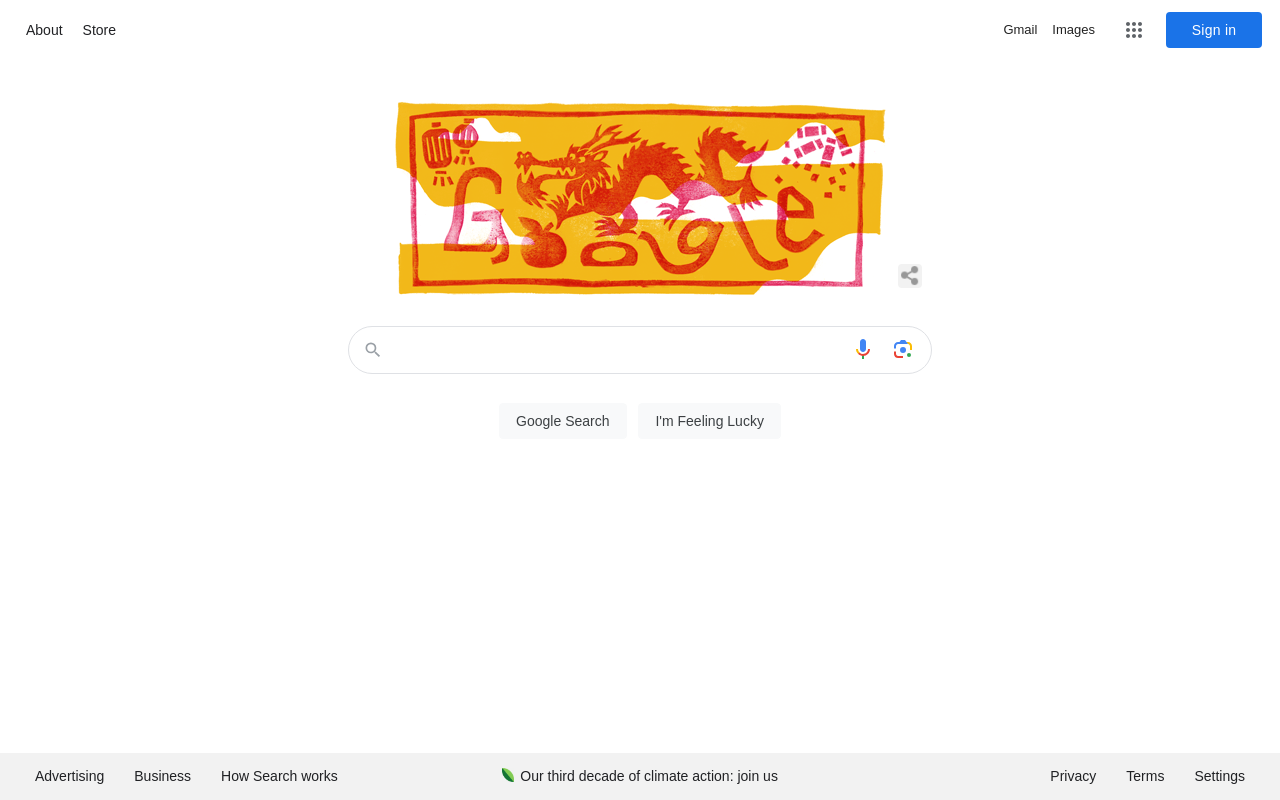 About Store
Gmail Images Sign in
Google
Google Search I'm Feeling Lucky
Advertising Business How Search works
Our third decade of climate action: join us
Privacy Terms Settings